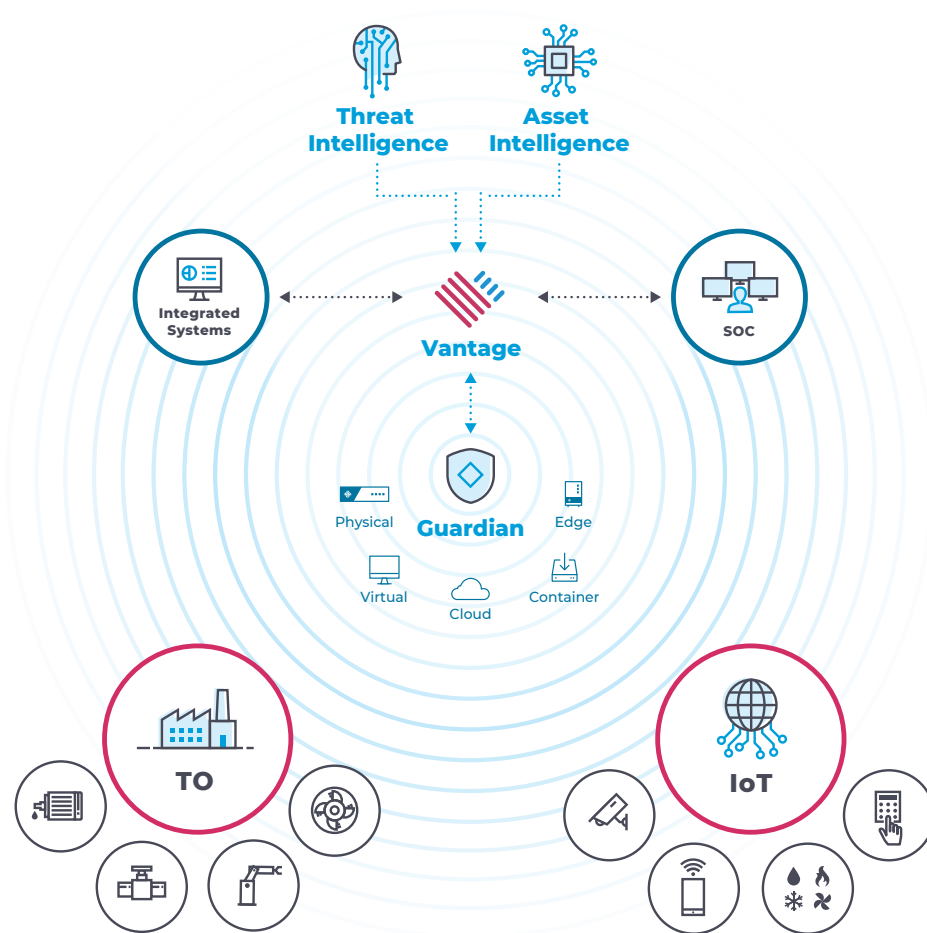 Threat
Intelligence
Asset
Intelligence
Integrated
Systems
Vantage
SOC
Physical
Guardian
Edge
Virtual
Cloud
Container
TO
IoT